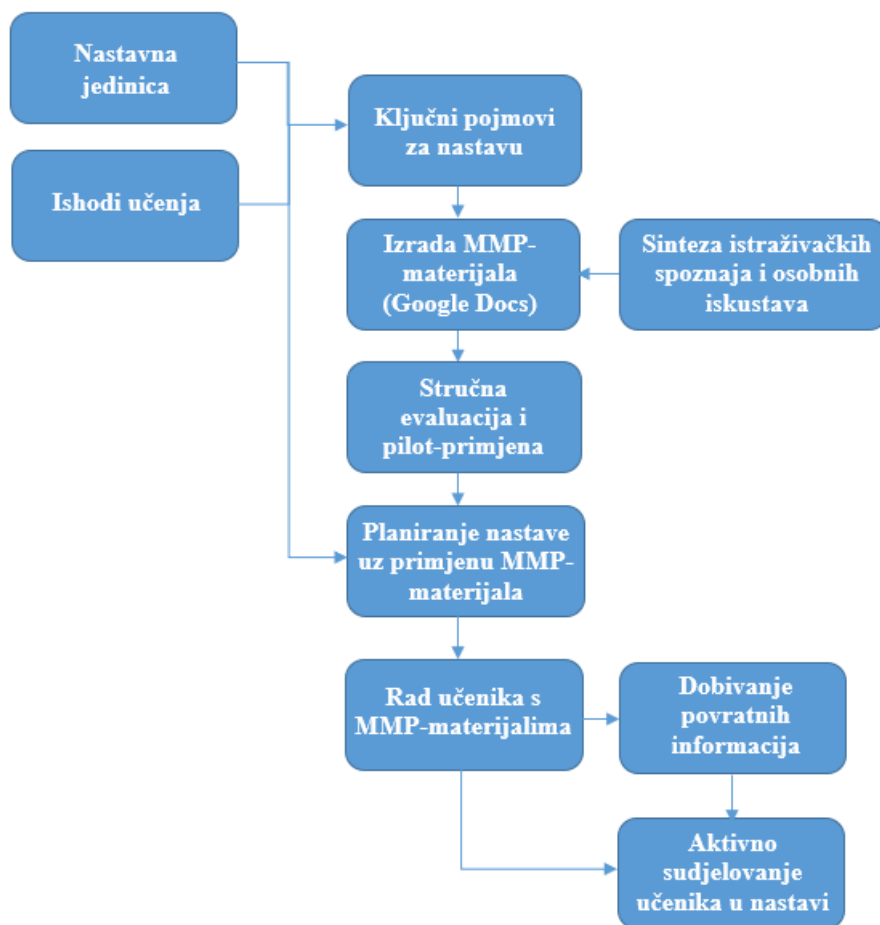 Nastavna
jedinica
Ključni pojmovi
za nastavu
Ishodi učenja
Izrada MMP-
materijala
(Google Docs)
Sinteza istraživačkih
spoznaja i osobnih
iskustava
Stručna
evaluacija i
pilot-primjena
Planiranje nastave
uz primjenu MMP-
materijala
Rad učenika s
MMP-materijalima
Dobivanje
povratnih
informacija
Aktivno
sudjelovanje
učenika u nastavi